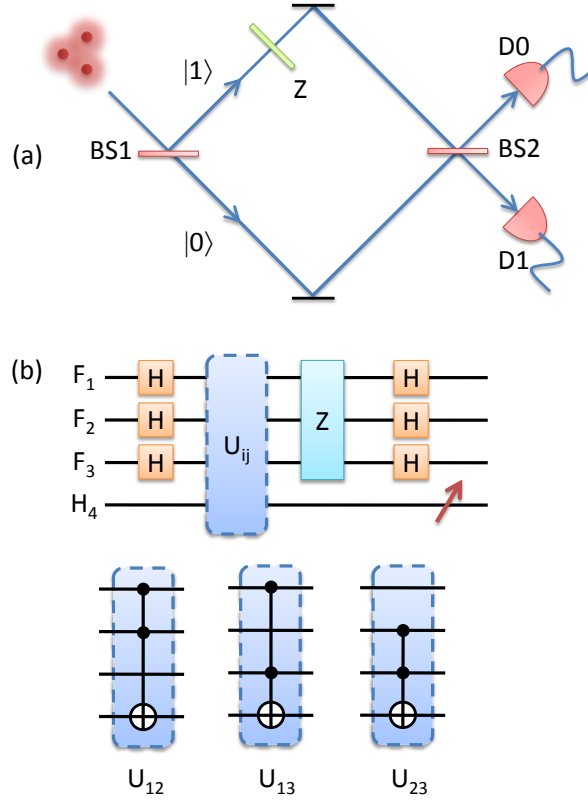 D0
|1⟩
Z
(a)
BS1
BS2
|0⟩
D1
(b)
F1
H
H
F2
H
Z
H
F3
H
Uij
H
H4
U12
U13
U23